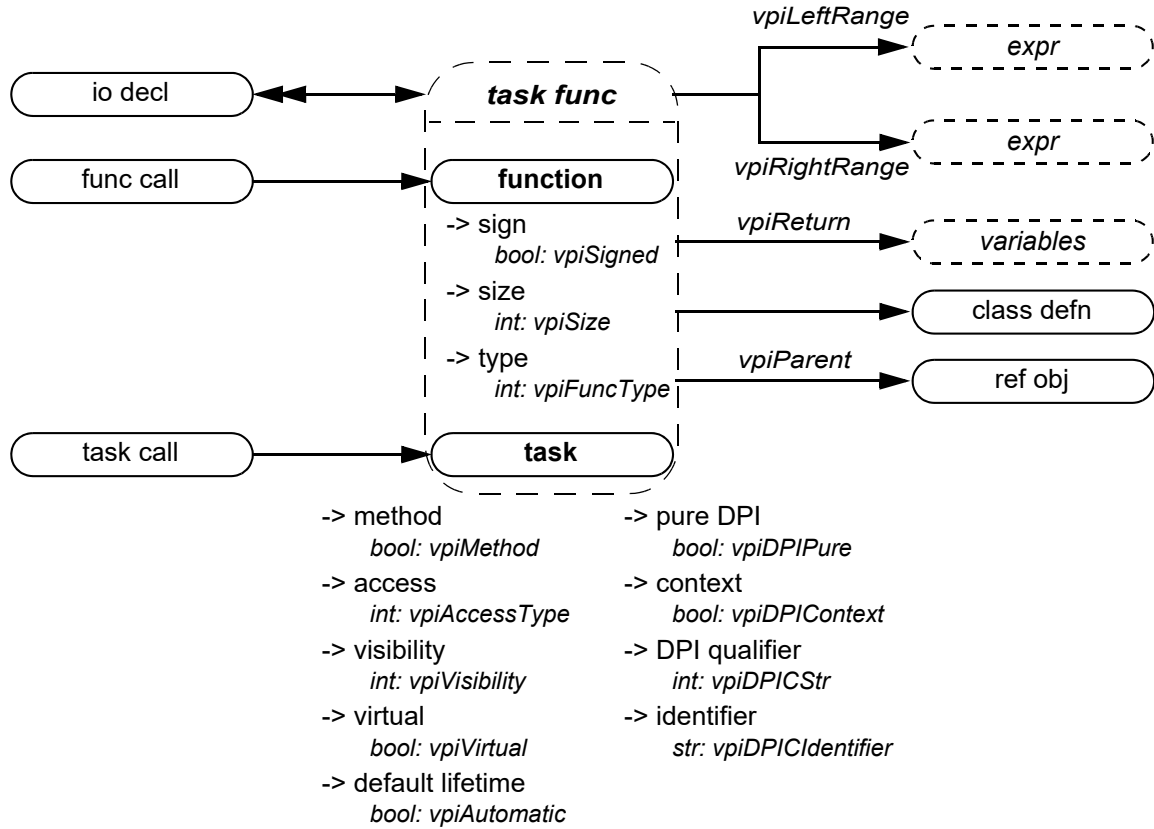 vpiLeftRange
expr
io decl
task func
expr
vpiRightRange
func call
function
-> sign
bool: vpiSigned
vpiReturn
variables
-> size
int: vpiSize
class defn
-> type
int: vpiFuncType
vpiParent
ref obj
task call
task
-> method
bool: vpiMethod
-> access
int: vpiAccessType
-> visibility
int: vpiVisibility
-> virtual
bool: vpiVirtual
-> default lifetime
bool: vpiAutomatic
-> pure DPI
bool: vpiDPIPure
-> context
bool: vpiDPIContext
-> DPI qualifier
int: vpiDPICStr
-> identifier
str: vpiDPICIdentifier